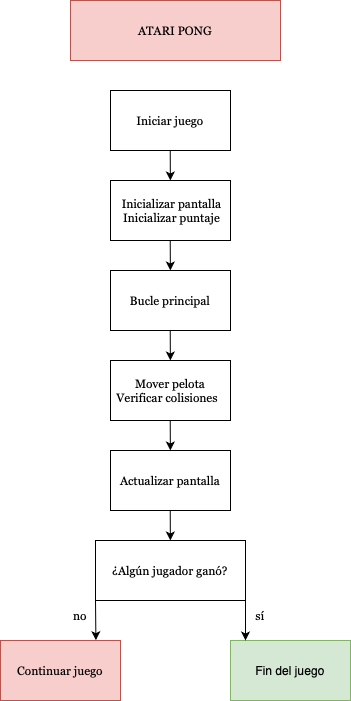 ATARI PONG
Iniciar juego
Inicializar pantalla
Inicializar puntaje
Bucle principal
Mover pelota
Verificar colisiones
Actualizar pantalla
¿Algún jugador ganó?
no
sí
Continuar juego
Fin del juego